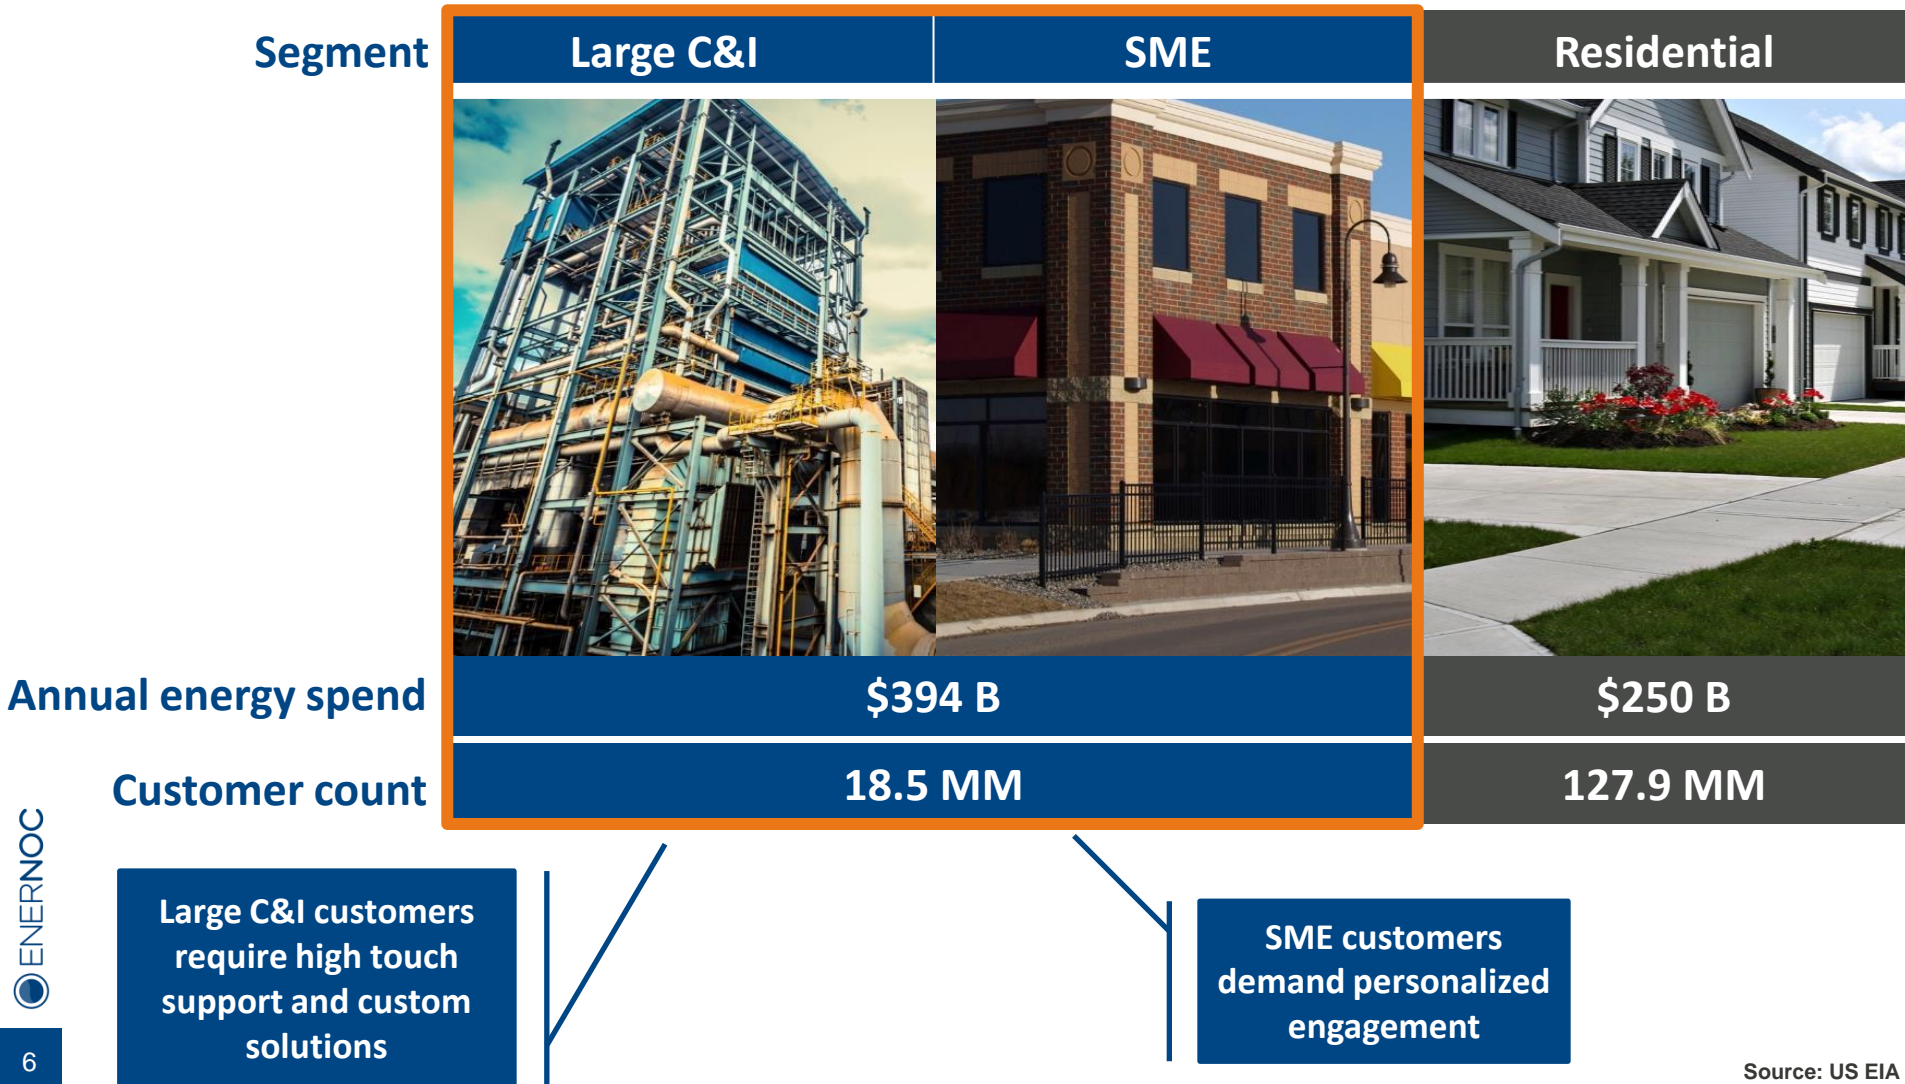 Segment
Large C&I
SME
Residential
Annual energy spend
$394 B
$250 B
Customer count
18.5 MM
127.9 MM
Large C&I customers
require high touch
support and custom
solutions
SME customers
demand personalized
engagement
ENERNOC
6
Source: US EIA